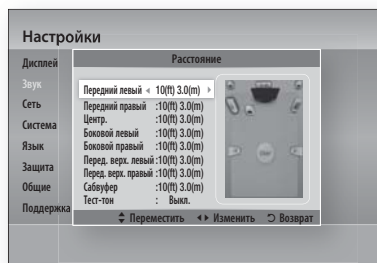 Настройки
Дисплей
Звук
Сеть
Система
Язык
Защита
Общие
Поддержка
Расстояние
Передний левый ◂ 10(ft) 3.0(m) ▸
Передний правый :10(ft) 3.0(m)
Центр. :10(ft) 3.0(m)
Боковой левый :10(ft) 3.0(m)
Боковой правый :10(ft) 3.0(m)
Перед. верх. левый :10(ft) 3.0(m)
Перед. верх. правый :10(ft) 3.0(m)
Сабвуфер :10(ft) 3.0(m)
Тест-тон : Выкл.
Переместить Изменить Возврат